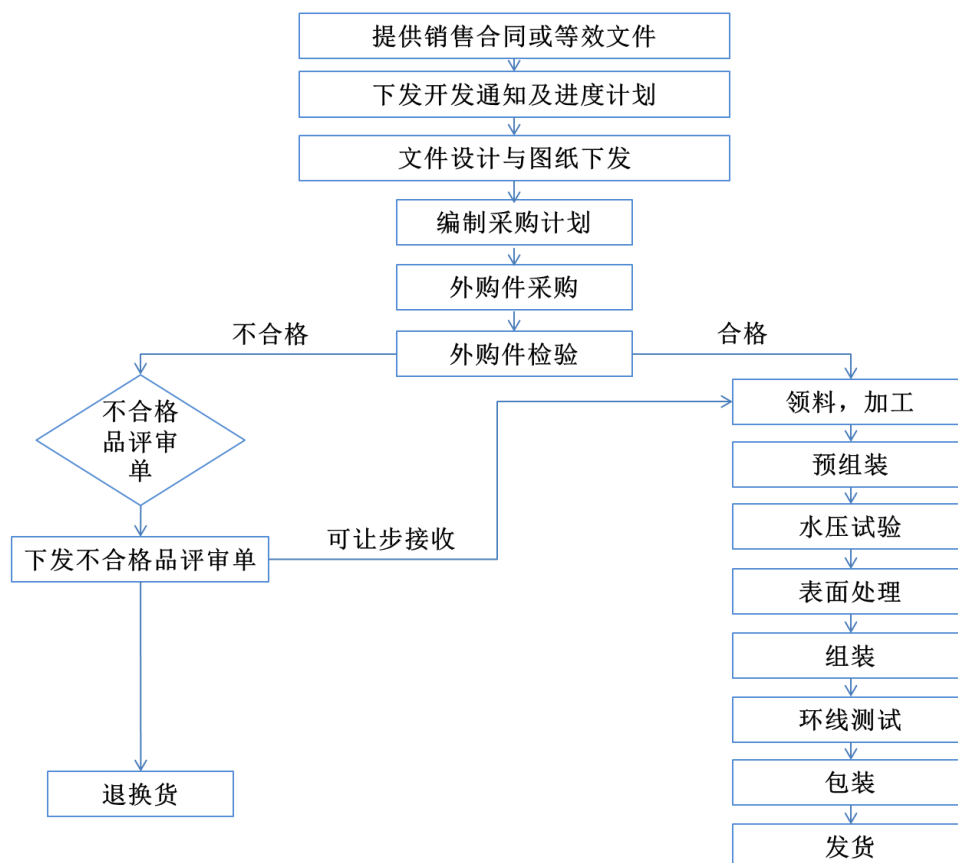 提供销售合同或等效文件
下发开发通知及进度计划
文件设计与图纸下发
编制采购计划
外购件采购
不合格
合格
外购件检验
不合格
品评审
单
领料，加工
预组装
水压试验
可让步接收
下发不合格品评审单
表面处理
组装
环线测试
退换货
包装
发货